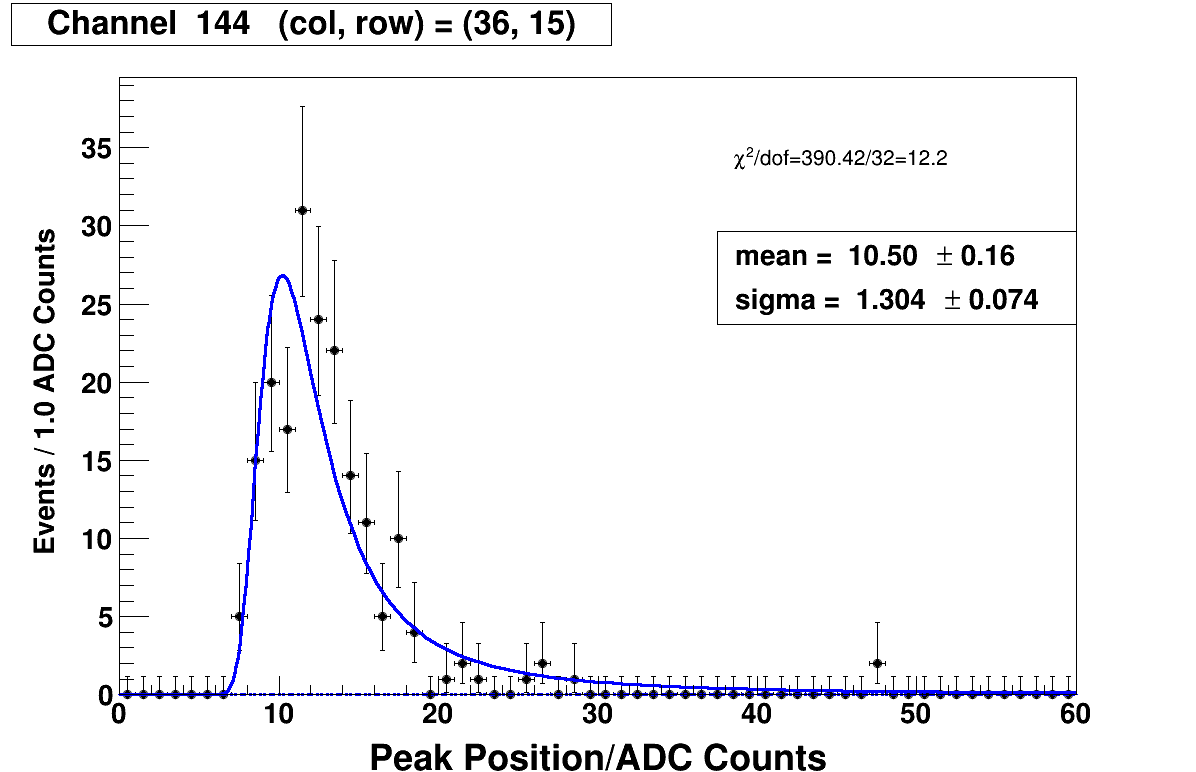 Channel 144 (col, row) = (36, 15)
χ²/dof=390.42/32=12.2
mean = 10.50 ± 0.16
sigma = 1.304 ± 0.074
Events / 1.0 ADC Counts
35
30
25
20
15
10
5
0
0 10 20 30 40 50 60
Peak Position/ADC Counts